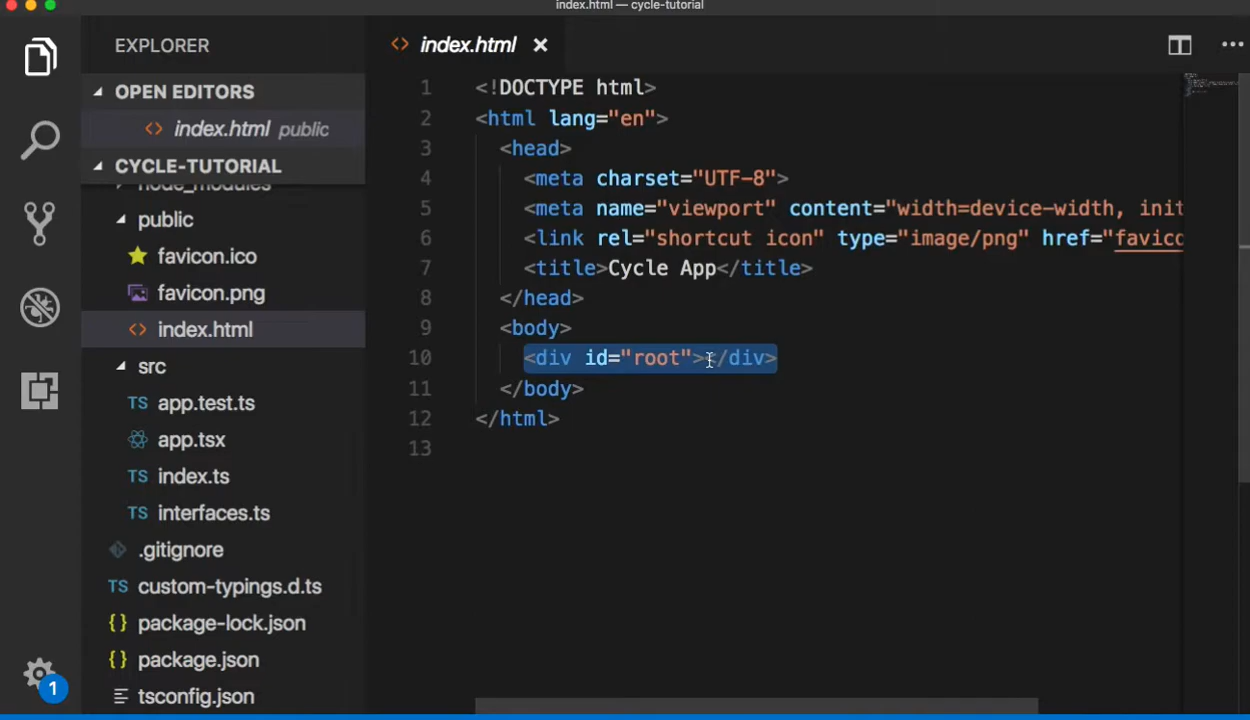 index.html — cycle-tutorial
EXPLORER
OPEN EDITORS
index.html public
CYCLE-TUTORIAL
node_modules
public
favicon.ico
favicon.png
index.html
src
TS app.test.ts
app.tsx
TS index.ts
TS interfaces.ts
.gitignore
TS custom-typings.d.ts
{ } package-lock.json
{ } package.json
tsconfig.json
1
<> index.html ×
1 <!DOCTYPE html>
2 <html lang="en">
3 <head>
4 <meta charset="UTF-8">
5 <meta name="viewport" content="width=device-width, init
6 <link rel="shortcut icon" type="image/png" href="favico
7 <title>Cycle App</title>
8 </head>
9 <body>
10 <div id="root"></div>
11 </body>
12 </html>
13